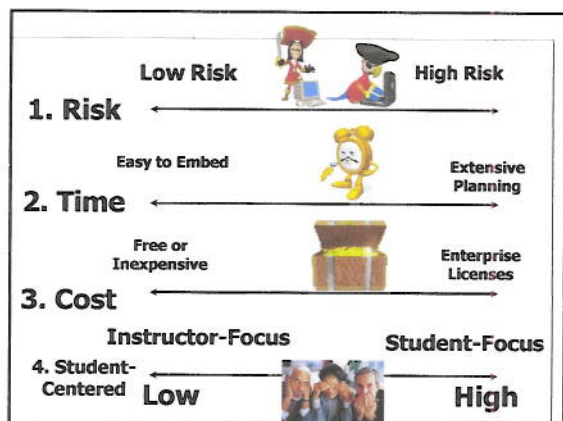 Low Risk
High Risk
1. Risk
Easy to Embed
Extensive
Planning
2. Time
Free or
Inexpensive
Enterprise
Licenses
3. Cost
Instructor-Focus
Student-Focus
4. Student-
Centered
Low
High